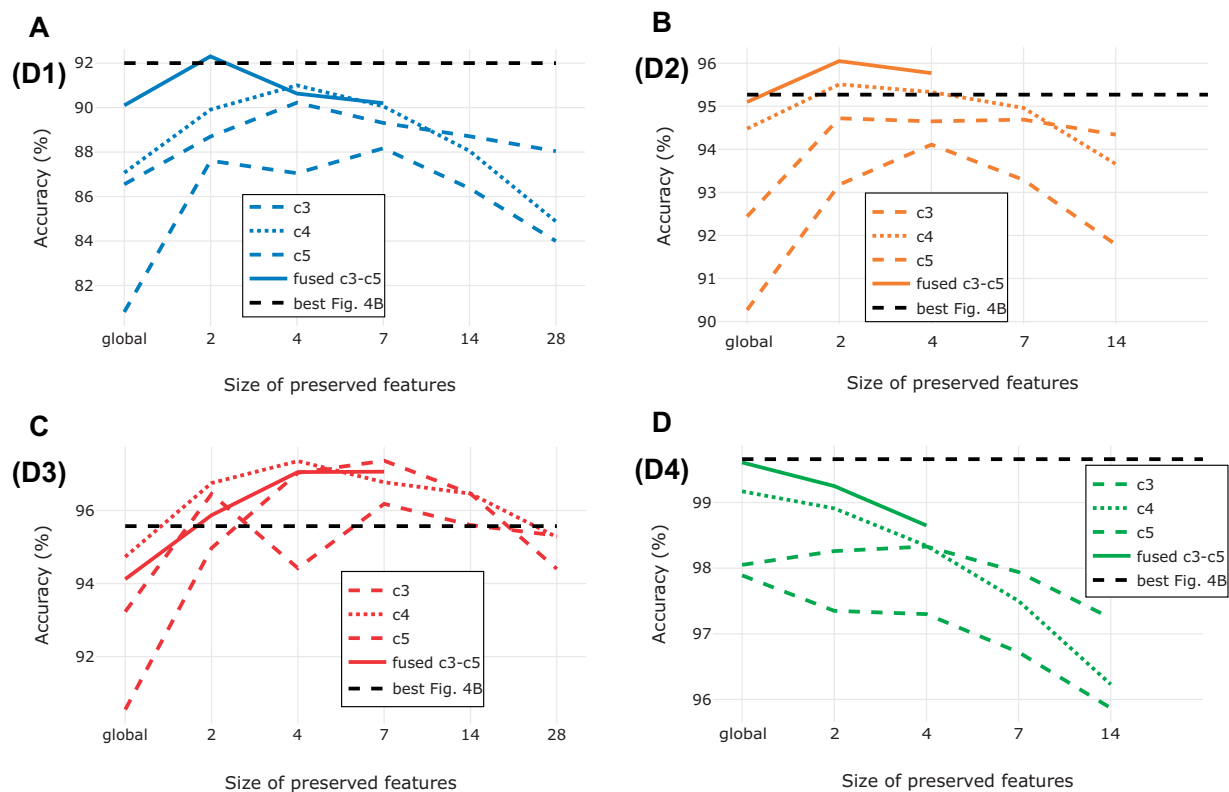 A
(D1)
92
90
88
86
84
82
Accuracy (%)
c3
c4
c5
fused c3-c5
best Fig. 4B
global 2 4 7 14 28
Size of preserved features
B
(D2)
96
95
94
93
92
91
90
Accuracy (%)
c3
c4
c5
fused c3-c5
best Fig. 4B
global 2 4 7 14
Size of preserved features
C
(D3)
96
94
92
Accuracy (%)
c3
c4
c5
fused c3-c5
best Fig. 4B
global 2 4 7 14 28
Size of preserved features
D
(D4)
99
98
97
96
Accuracy (%)
c3
c4
c5
fused c3-c5
best Fig. 4B
global 2 4 7 14
Size of preserved features